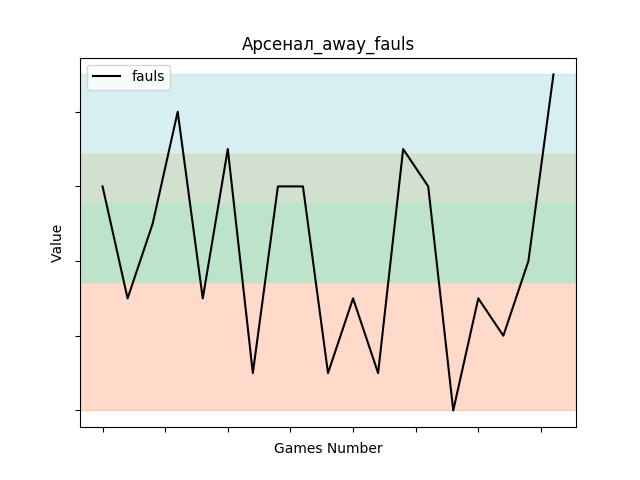 Арсенал_away_fauls
fauls
Value
Games Number